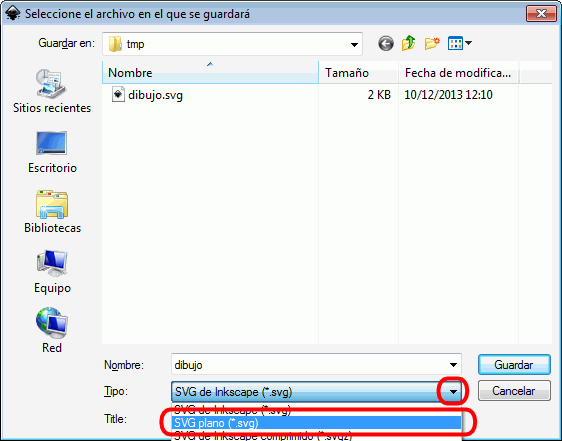 Seleccione el archivo en el que se guardará
Guardar en: tmp
Nombre Tamaño Fecha de modifica...
dibujo.svg 2 KB 10/12/2013 12:10
Sitios recientes
Escritorio
Bibliotecas
Equipo
Red
Nombre: dibujo Guardar
Tipo: SVG de Inkscape (*.svg) Cancelar
SVG de Inkscape (*.svg)
Title: SVG plano (*.svg)
SVG de Inkscape comprimido (*.svgz)